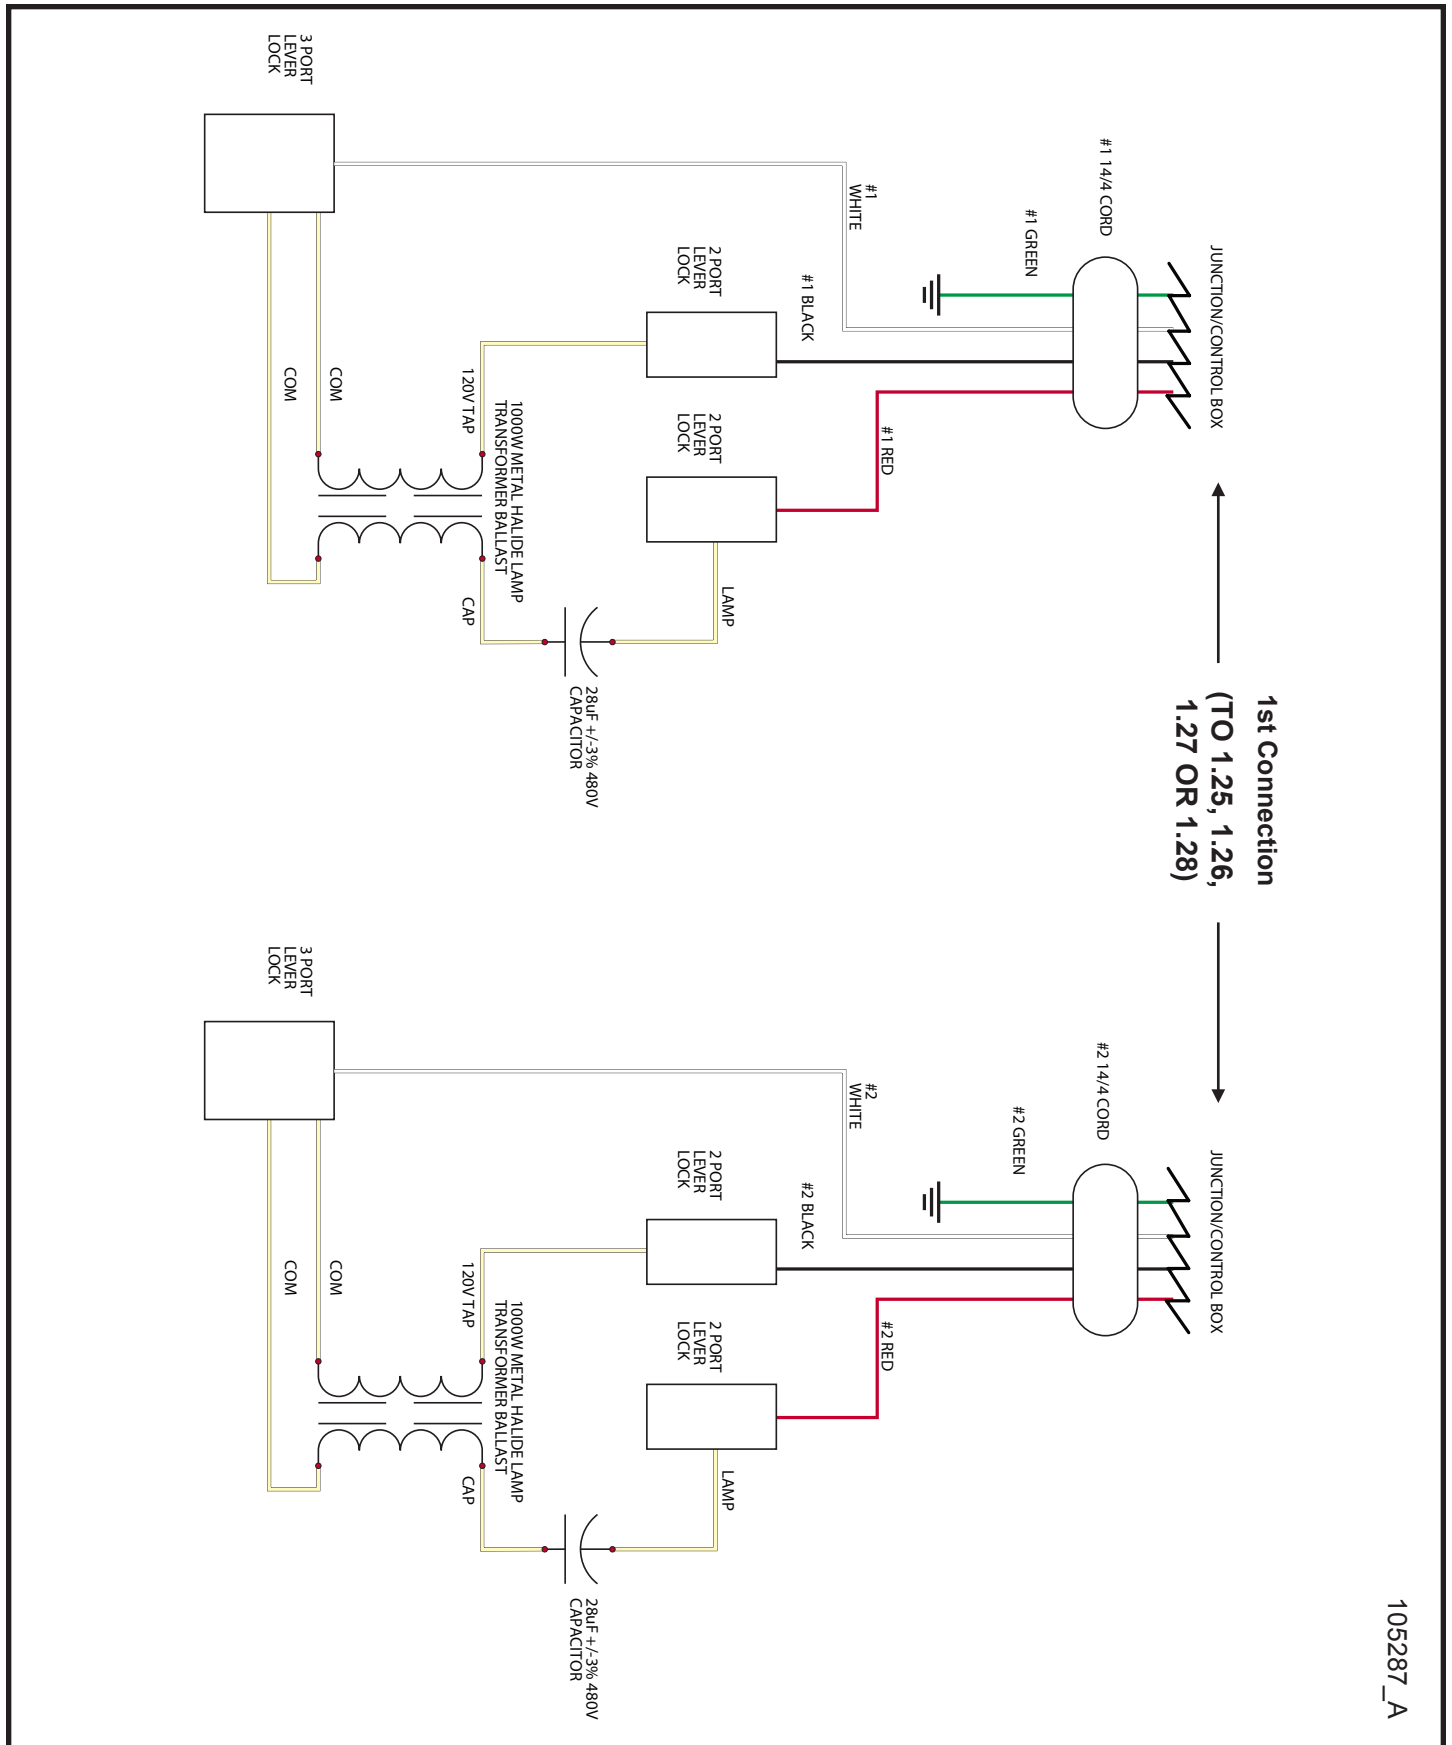 105287_A
1st Connection
(TO 1.25, 1.26,
1.27 OR 1.28)
JUNCTION/CONTROL BOX
#1 14/4 CORD
#1 GREEN
#1
WHITE
#1 BLACK
#1 RED
2 PORT
LEVER
LOCK
2 PORT
LEVER
LOCK
LAMP
28uF +/-3% 480V
CAPACITOR
1000W METAL HALIDE LAMP
TRANSFORMER BALLAST
120V TAP
CAP
3 PORT
LEVER
LOCK
COM
COM
JUNCTION/CONTROL BOX
#2 14/4 CORD
#2 GREEN
#2
WHITE
#2 BLACK
#2 RED
2 PORT
LEVER
LOCK
2 PORT
LEVER
LOCK
LAMP
28uF +/-3% 480V
CAPACITOR
1000W METAL HALIDE LAMP
TRANSFORMER BALLAST
120V TAP
CAP
3 PORT
LEVER
LOCK
COM
COM